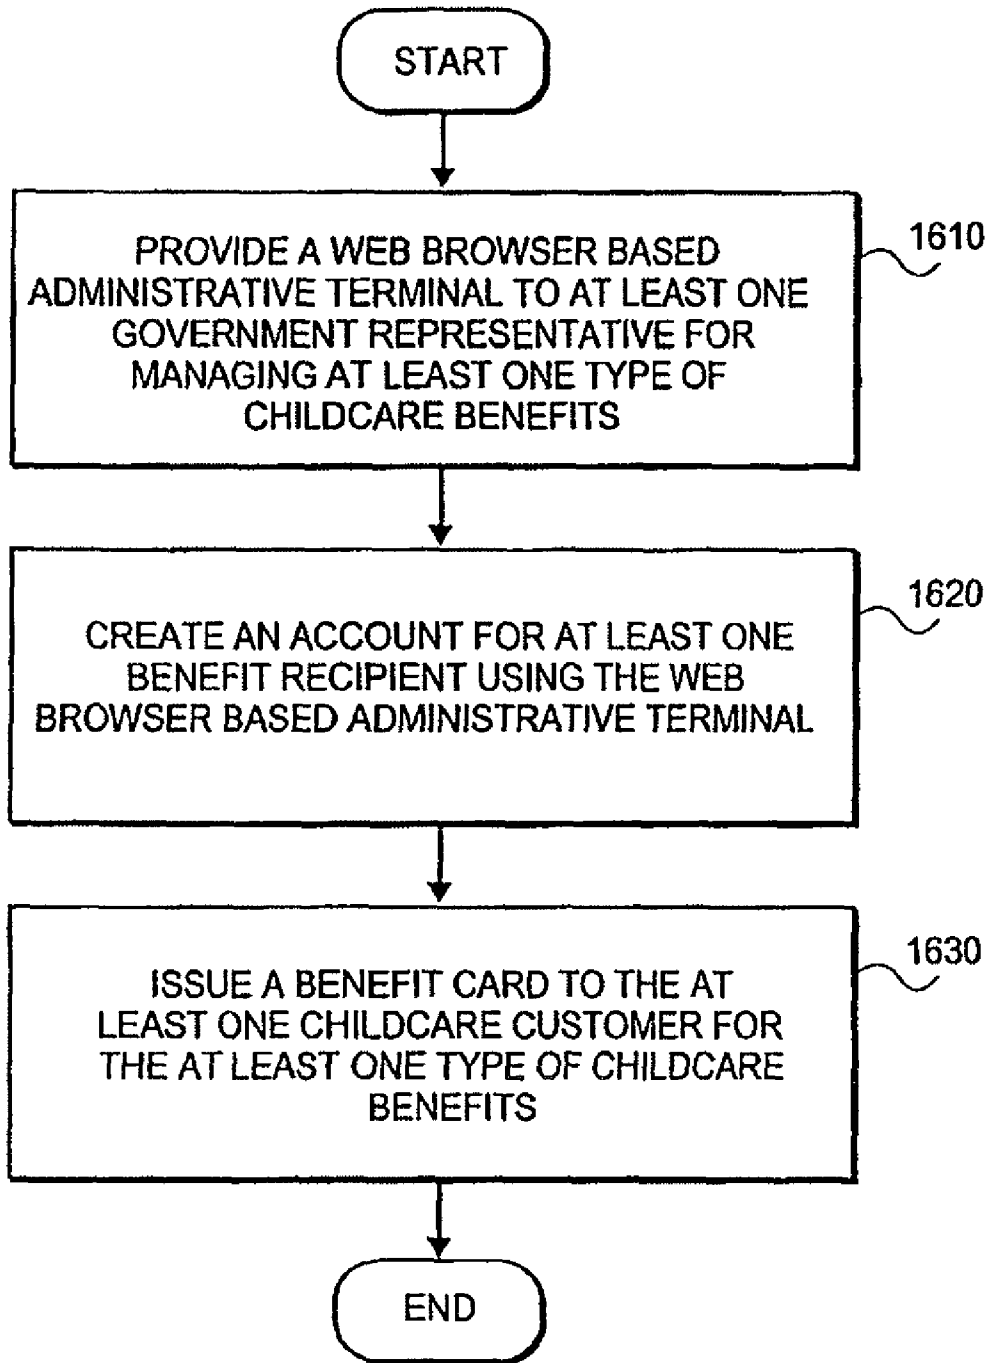 START
PROVIDE A WEB BROWSER BASED
ADMINISTRATIVE TERMINAL TO AT LEAST ONE
GOVERNMENT REPRESENTATIVE FOR
MANAGING AT LEAST ONE TYPE OF
CHILDCARE BENEFITS
1610
CREATE AN ACCOUNT FOR AT LEAST ONE
BENEFIT RECIPIENT USING THE WEB
BROWSER BASED ADMINISTRATIVE TERMINAL
1620
ISSUE A BENEFIT CARD TO THE AT
LEAST ONE CHILDCARE CUSTOMER FOR
THE AT LEAST ONE TYPE OF CHILDCARE
BENEFITS
1630
END